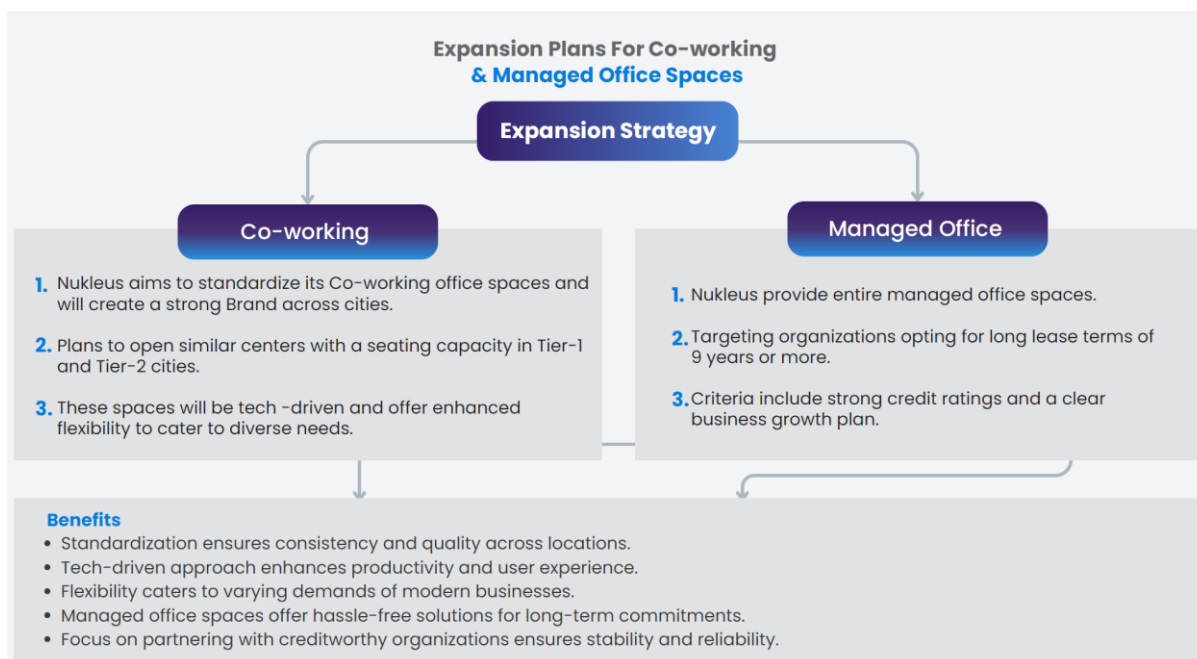 Expansion Plans For Co-working
& Managed Office Spaces
Expansion Strategy
Co-working
1. Nukleus aims to standardize its Co-working office spaces and
will create a strong Brand across cities.
2. Plans to open similar centers with a seating capacity in Tier-1
and Tier-2 cities.
3. These spaces will be tech -driven and offer enhanced
flexibility to cater to diverse needs.
Managed Office
1. Nukleus provide entire managed office spaces.
2. Targeting organizations opting for long lease terms of
9 years or more.
3. Criteria include strong credit ratings and a clear
business growth plan.
Benefits
• Standardization ensures consistency and quality across locations.
• Tech-driven approach enhances productivity and user experience.
• Flexibility caters to varying demands of modern businesses.
• Managed office spaces offer hassle-free solutions for long-term commitments.
• Focus on partnering with creditworthy organizations ensures stability and reliability.